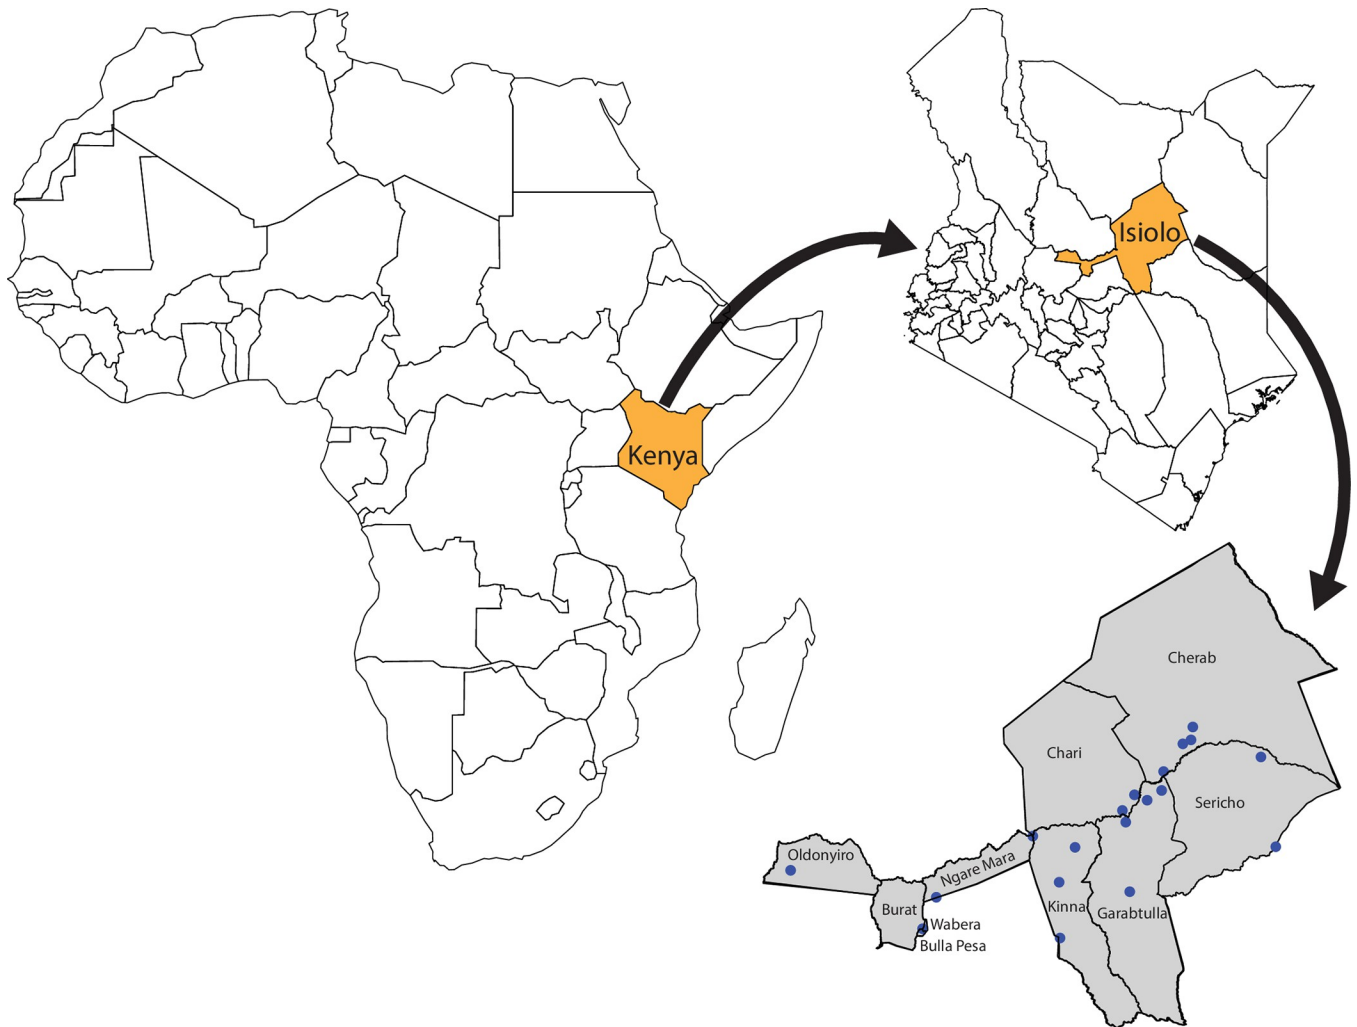 Kenya
Isiolo
Cherab
Chari
Sericho
Oldonyiro
Ngare Mara
Burat
Wabera
Bulla Pesa
Kinna
Garabtulla